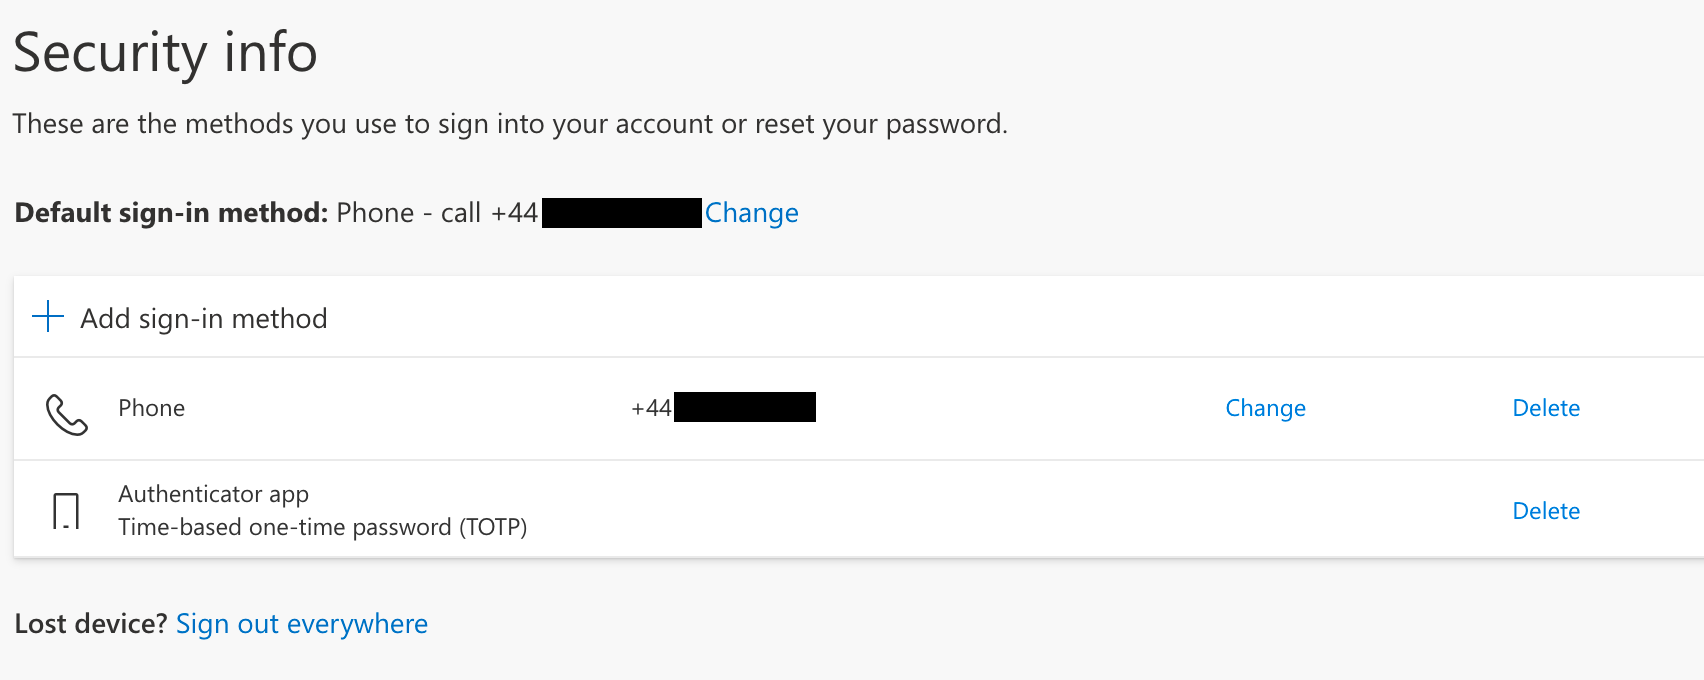 Security info
These are the methods you use to sign into your account or reset your password.
Default sign-in method: Phone - call +44 Change
Add sign-in method
Phone +44 Change Delete
Authenticator app
Time-based one-time password (TOTP) Delete
Lost device? Sign out everywhere